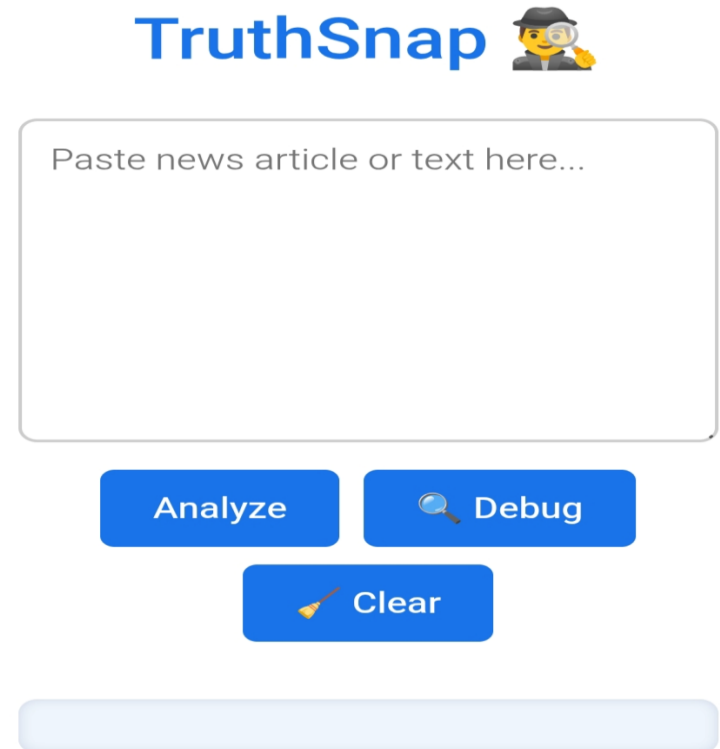 TruthSnap 🕵️‍♂️
Paste news article or text here...
Analyze
🔍 Debug
🧹 Clear